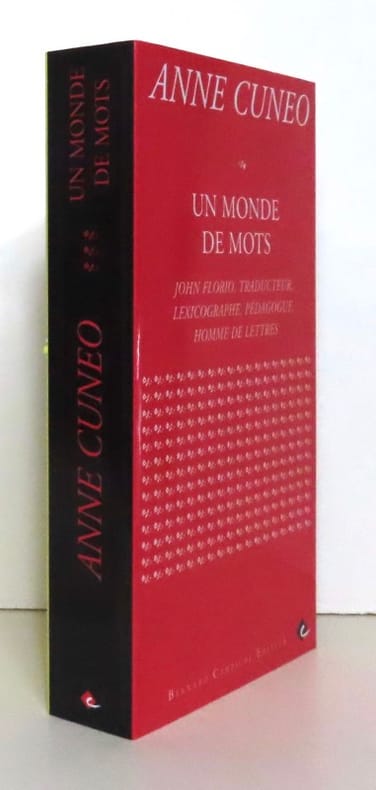 UN MONDE
DE MOTS
ANNE CUNEO
ANNE CUNEO
UN MONDE
DE MOTS
JOHN FLORIO, TRADUCTEUR,
LEXICOGRAPHE, PÉDAGOGUE,
HOMME DE LETTRES
BERNARD CAMPICHE EDITEUR